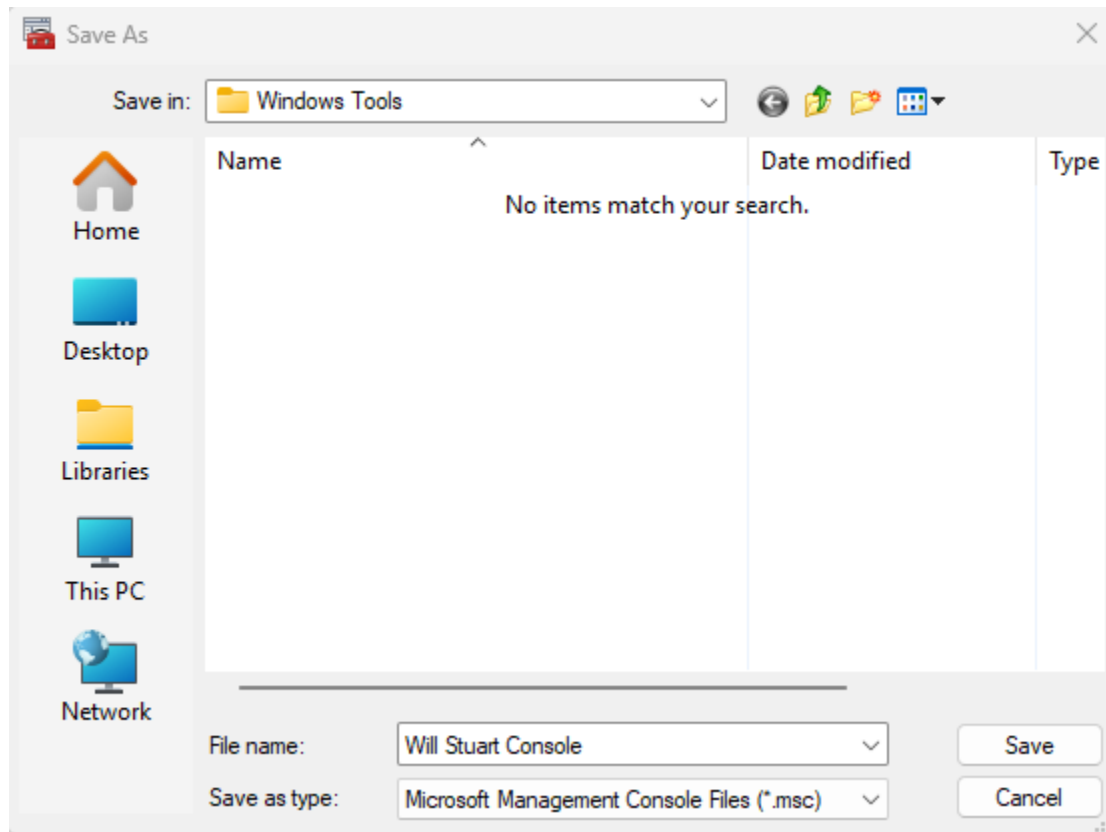 Save As
Save in: Windows Tools
Name Date modified Type
No items match your search.
Home
Desktop
Libraries
This PC
Network
File name: Will Stuart Console Save
Save as type: Microsoft Management Console Files (*.msc) Cancel